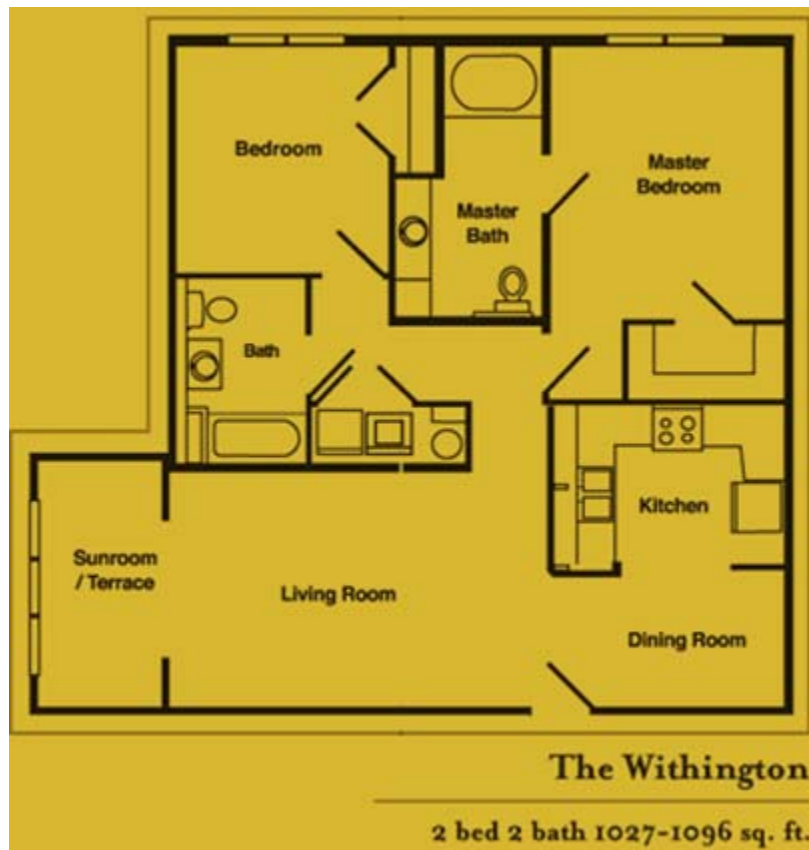 Bedroom
Master
Bedroom
Master
Bath
Bath
Kitchen
Sunroom
/ Terrace
Living Room
Dining Room
The Withington
2 bed 2 bath 1027-1096 sq. ft.